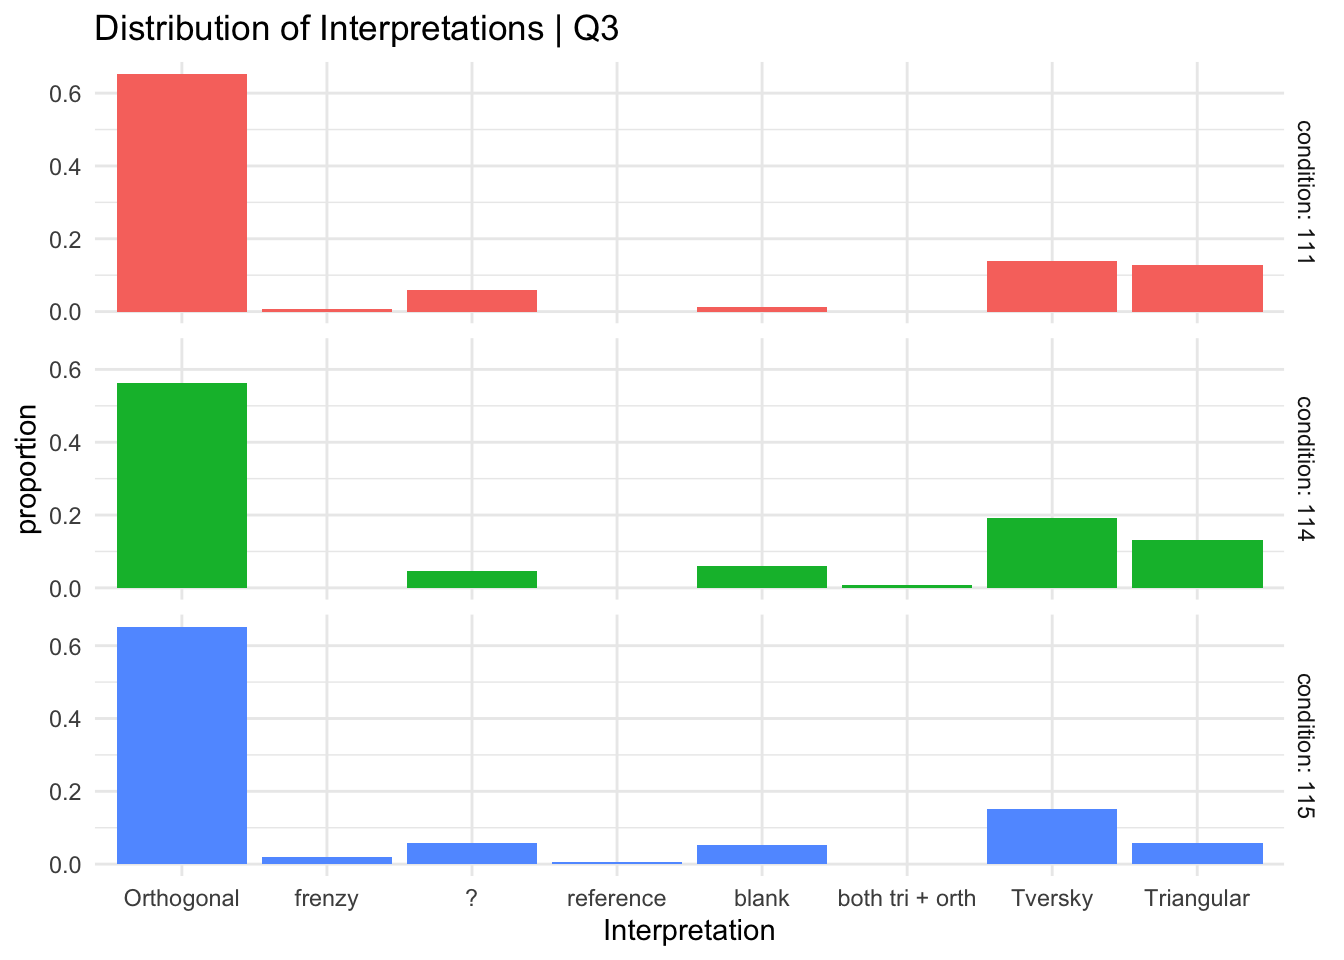 Distribution of Interpretations | Q3
proportion
0.6
0.4
0.2
0.0
condition: 111
0.6
0.4
0.2
0.0
condition: 114
0.6
0.4
0.2
0.0
condition: 115
Orthogonal frenzy ? reference blank both tri + orth Tversky Triangular
Interpretation